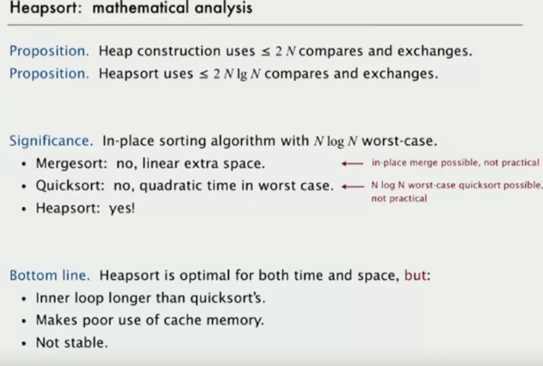 Heapsort: mathematical analysis
Proposition. Heap construction uses ≤ 2 N compares and exchanges.
Proposition. Heapsort uses ≤ 2 N lg N compares and exchanges.
Significance. In-place sorting algorithm with N log N worst-case.
• Mergesort: no, linear extra space. ← in-place merge possible, not practical
• Quicksort: no, quadratic time in worst case. ← N log N worst-case quicksort possible,
not practical
• Heapsort: yes!
Bottom line. Heapsort is optimal for both time and space, but:
• Inner loop longer than quicksort's.
• Makes poor use of cache memory.
• Not stable.